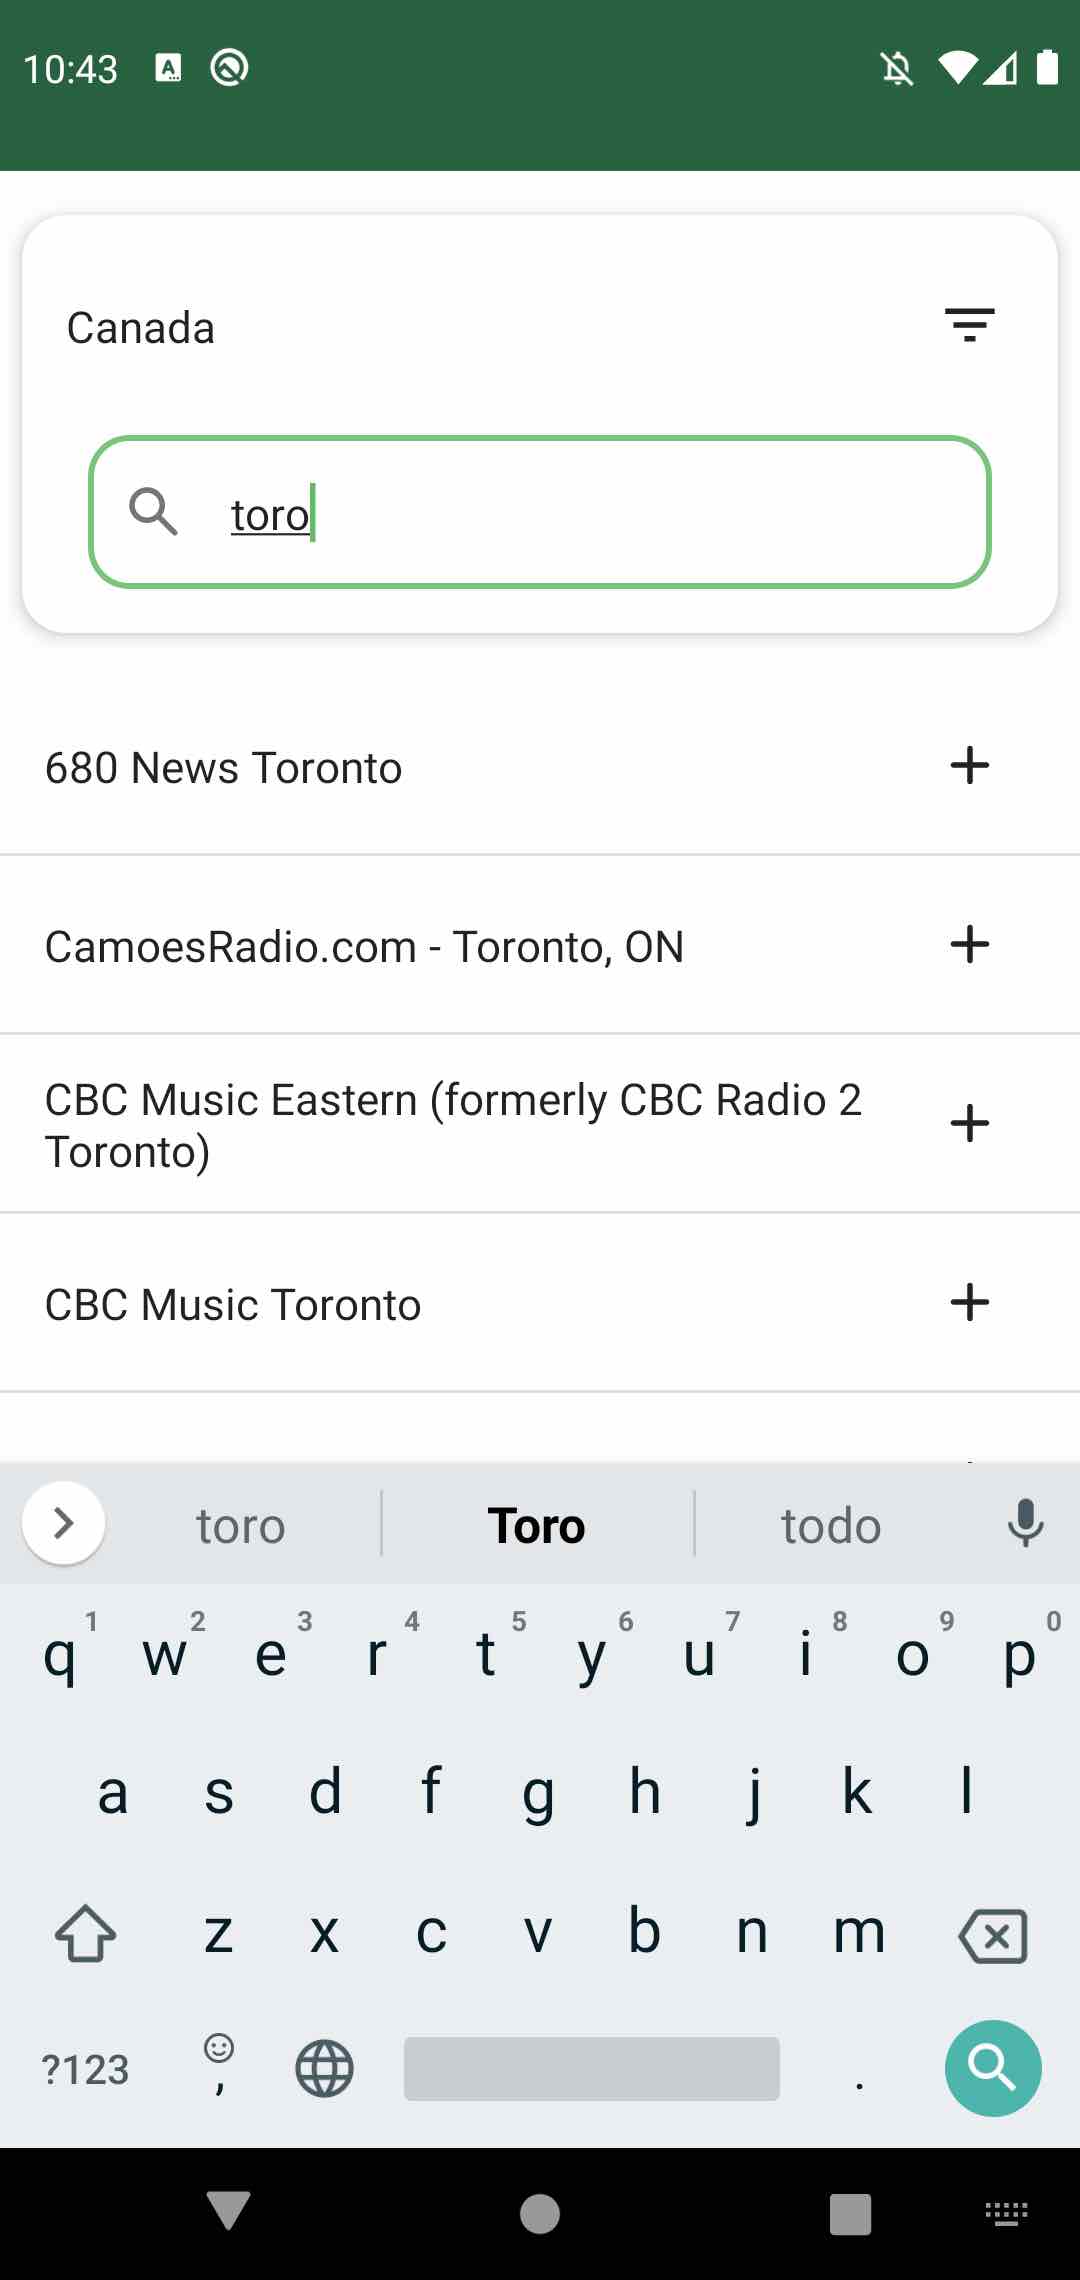 10:43
Canada
toro
680 News Toronto
CamoesRadio.com - Toronto, ON
CBC Music Eastern (formerly CBC Radio 2
Toronto)
CBC Music Toronto
toro Toro todo
1 2 3 4 5 6 7 8 9 0
q w e r t y u i o p
a s d f g h j k l
z x c v b n m
?123 , .